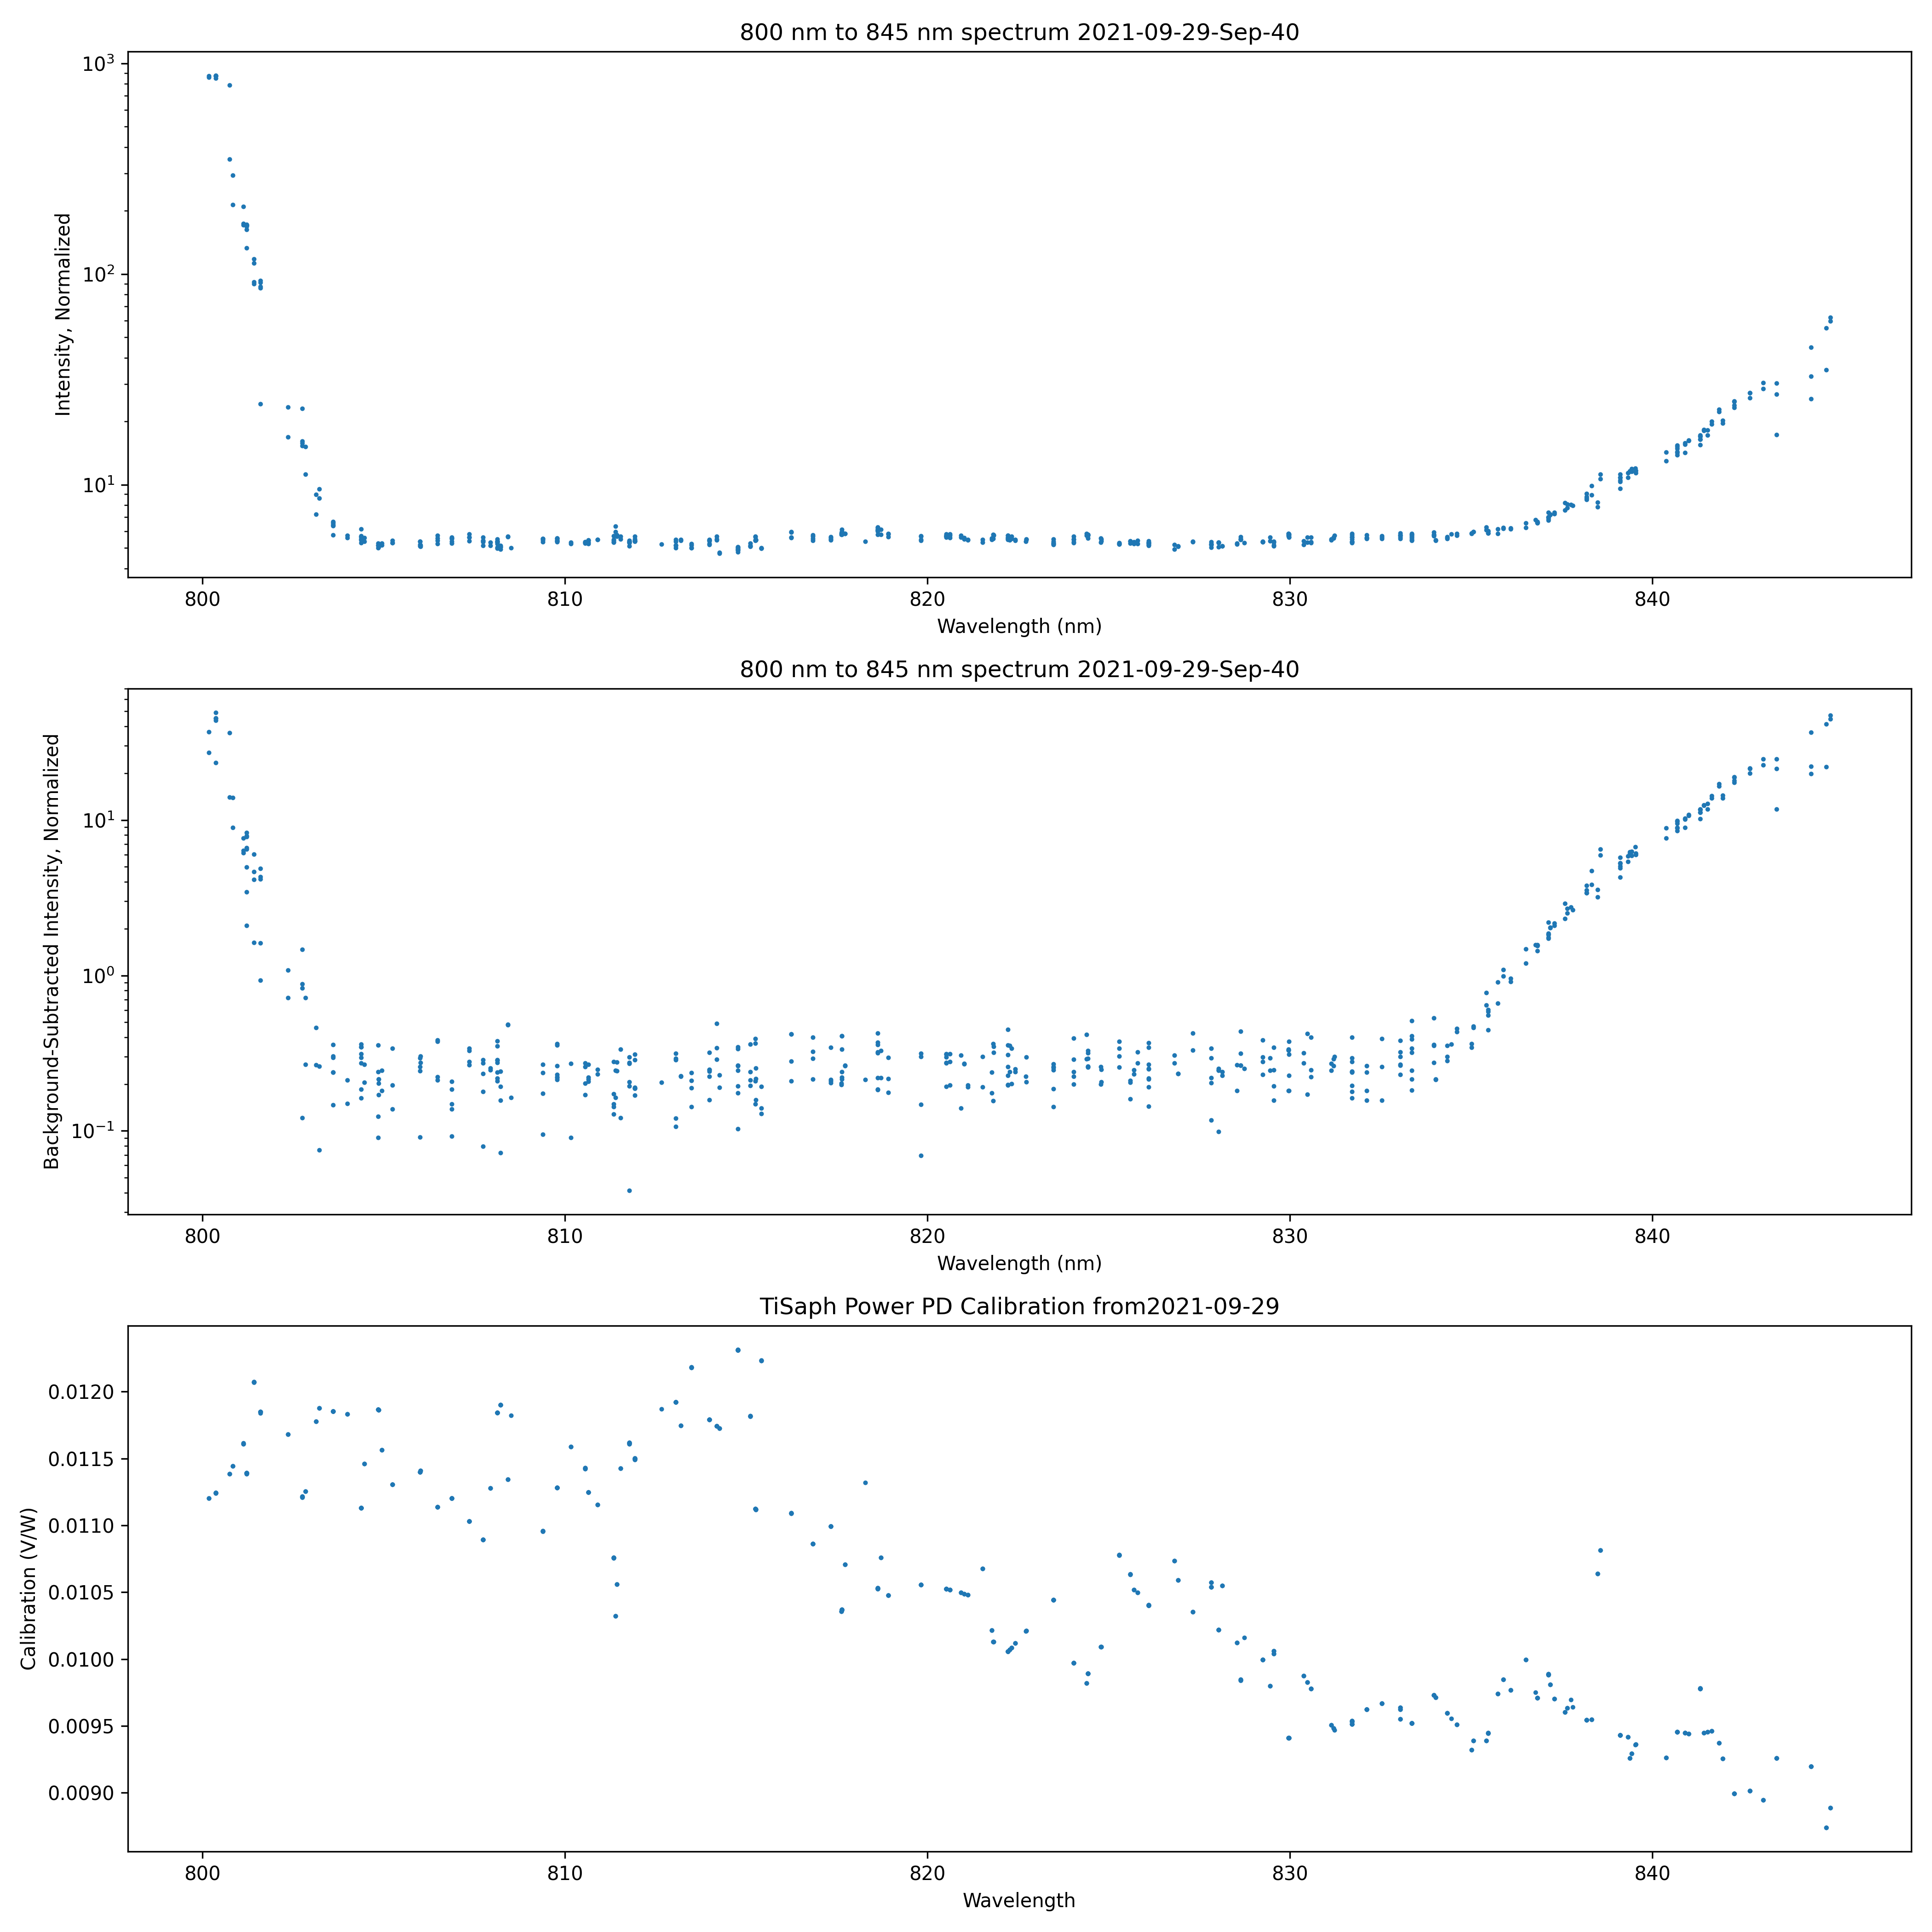 800 nm to 845 nm spectrum 2021-09-29-Sep-40
Intensity, Normalized
10³
10²
10¹
800 810 820 830 840
Wavelength (nm)
800 nm to 845 nm spectrum 2021-09-29-Sep-40
Background-Subtracted Intensity, Normalized
10¹
10⁰
10⁻¹
800 810 820 830 840
Wavelength (nm)
TiSaph Power PD Calibration from2021-09-29
Calibration (V/W)
0.0120
0.0115
0.0110
0.0105
0.0100
0.0095
0.0090
800 810 820 830 840
Wavelength